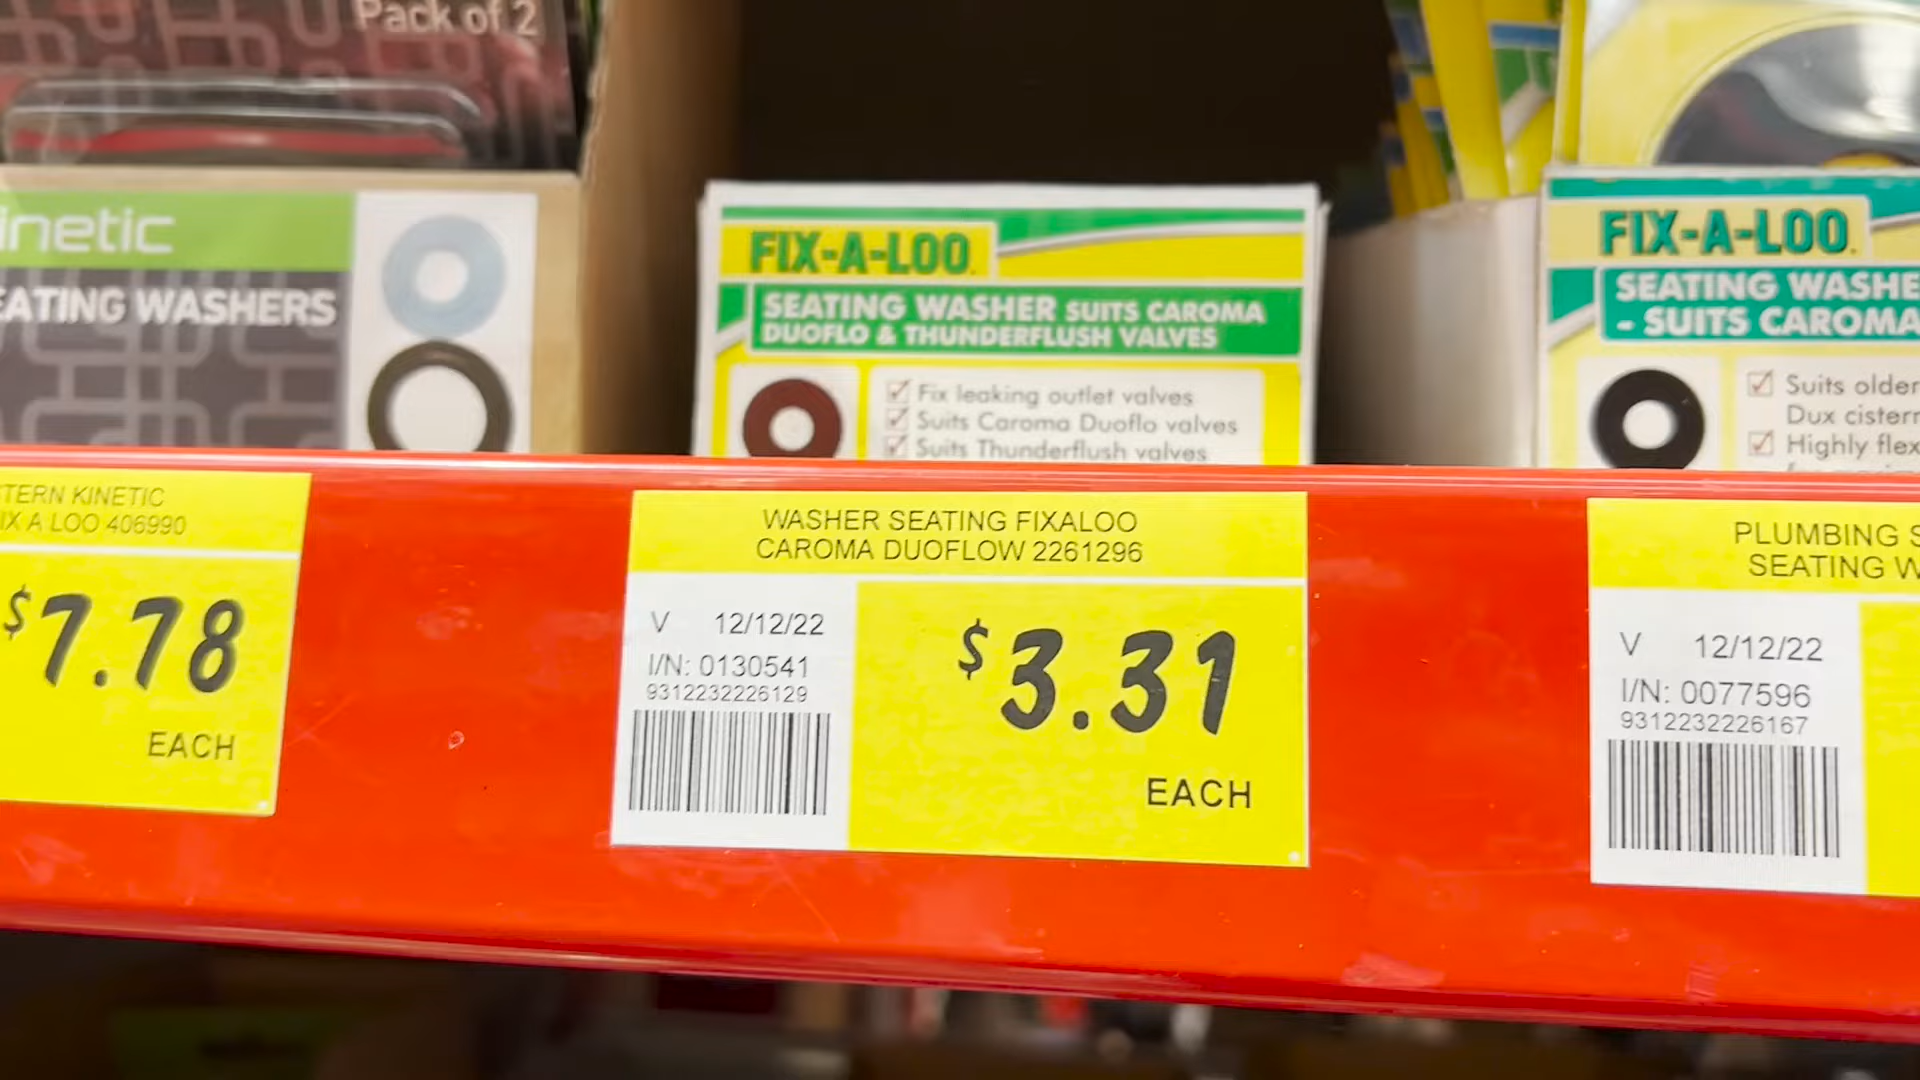 Pack of 2
inetic
EATING WASHERS
FIX-A-LOO
SEATING WASHER SUITS CAROMA
DUOFLO & THUNDERFLUSH VALVES
Fix leaking outlet valves
Suits Caroma Duoflo valves
Suits Thunderflush valves
FIX-A-LOO
SEATING WASHE
- SUITS CAROMA
Suits older
Dux cistern
Highly flex
TERN KINETIC
IX A LOO 406990
$7.78
EACH
WASHER SEATING FIXALOO
CAROMA DUOFLOW 2261296
V 12/12/22
I/N: 0130541
9312232226129
$3.31
EACH
PLUMBING S
SEATING W
V 12/12/22
I/N: 0077596
9312232226167